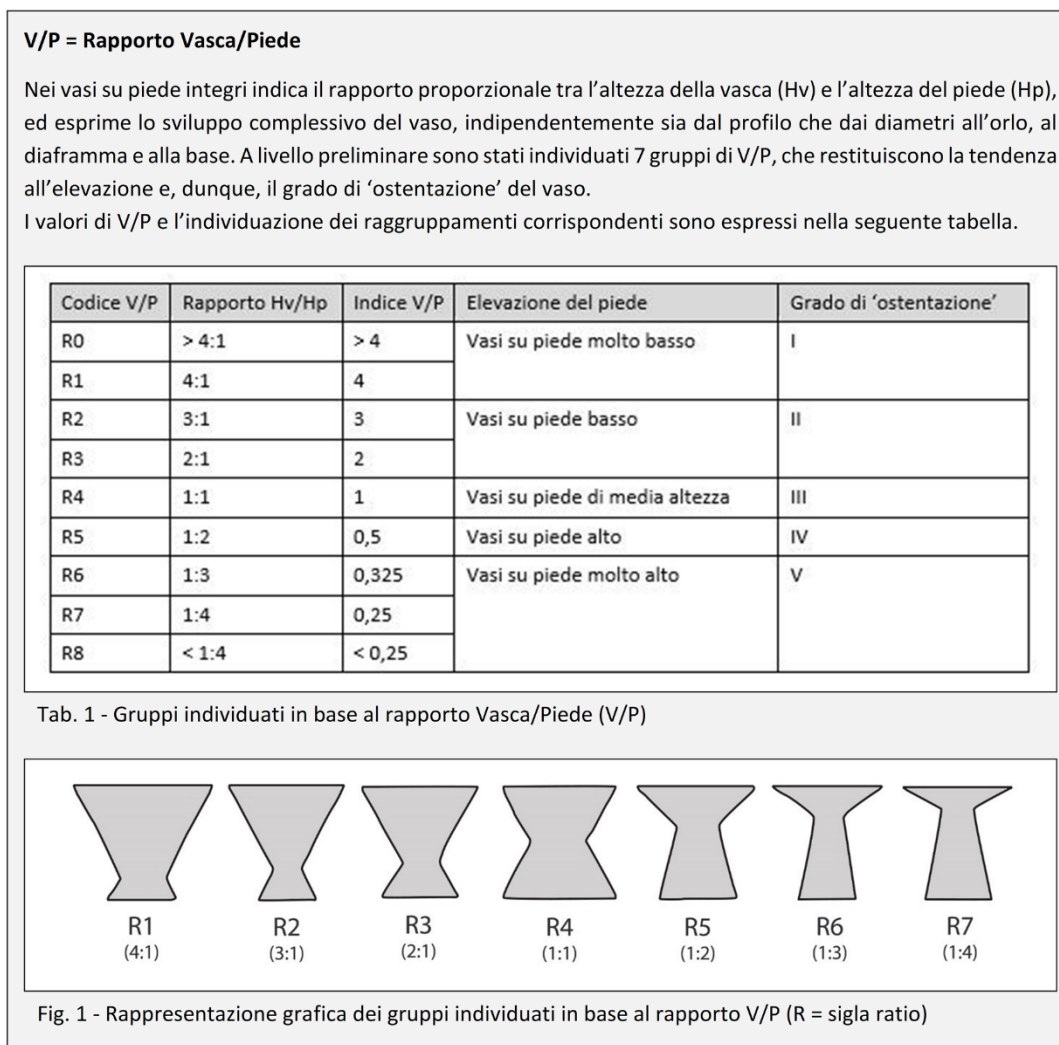 V/P = Rapporto Vasca/Piede
Nei vasi su piede integri indica il rapporto proporzionale tra l’altezza della vasca (Hv) e l’altezza del piede (Hp),
ed esprime lo sviluppo complessivo del vaso, indipendentemente sia dal profilo che dai diametri all’orlo, al
diaframma e alla base. A livello preliminare sono stati individuati 7 gruppi di V/P, che restituiscono la tendenza
all’elevazione e, dunque, il grado di ‘ostentazione’ del vaso.
I valori di V/P e l’individuazione dei raggruppamenti corrispondenti sono espressi nella seguente tabella.
Codice V/P Rapporto Hv/Hp Indice V/P Elevazione del piede Grado di ‘ostentazione’
R0 > 4:1 > 4 Vasi su piede molto basso I
R1 4:1 4
R2 3:1 3 Vasi su piede basso II
R3 2:1 2
R4 1:1 1 Vasi su piede di media altezza III
R5 1:2 0,5 Vasi su piede alto IV
R6 1:3 0,325 Vasi su piede molto alto V
R7 1:4 0,25
R8 < 1:4 < 0,25
Tab. 1 - Gruppi individuati in base al rapporto Vasca/Piede (V/P)
R1 R2 R3 R4 R5 R6 R7
(4:1) (3:1) (2:1) (1:1) (1:2) (1:3) (1:4)
Fig. 1 - Rappresentazione grafica dei gruppi individuati in base al rapporto V/P (R = sigla ratio)